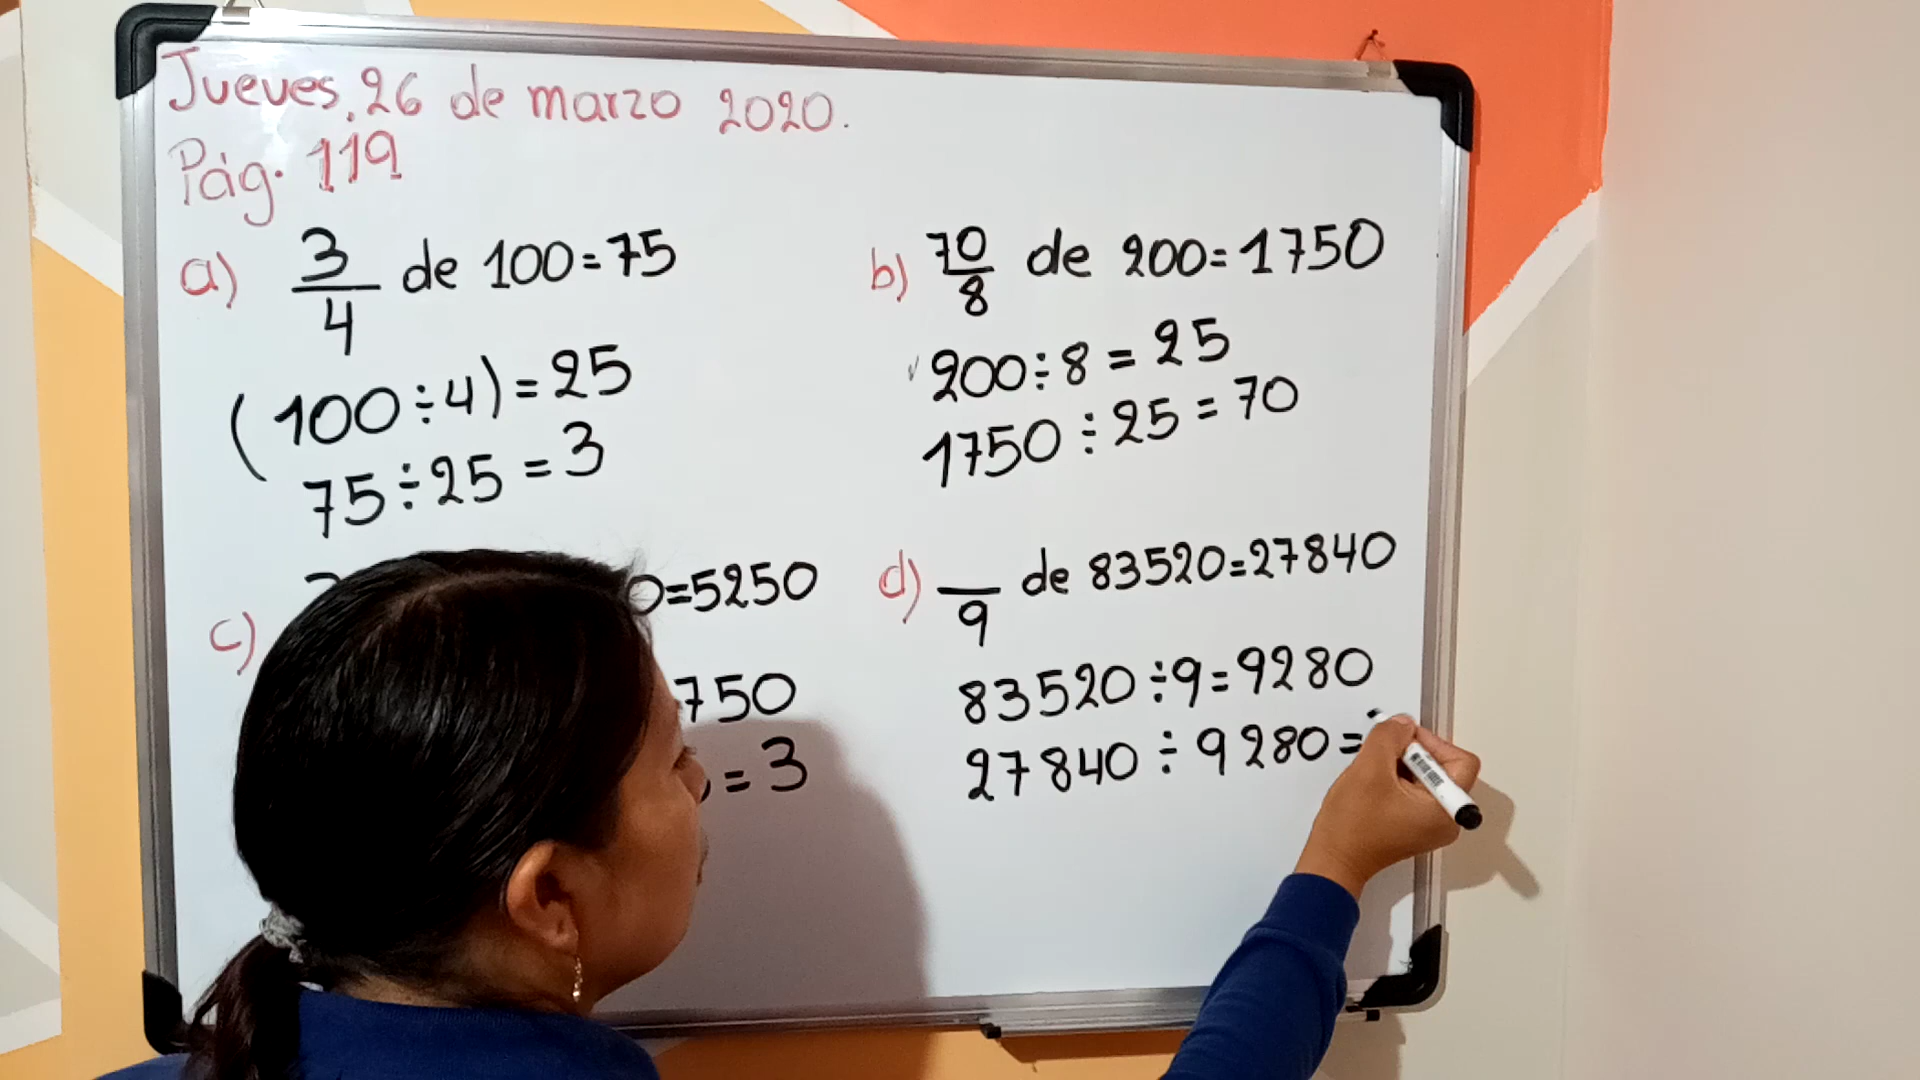 Jueves, 26 de marzo 2020.
Pág. 119
a) 3/4 de 100=75
(100÷4)=25
75÷25=3
b) 70/8 de 200=1750
200÷8=25
1750÷25=70
c) 0=5250
750
=3
d) /9 de 83520=27840
83520÷9=9280
27840÷9280=